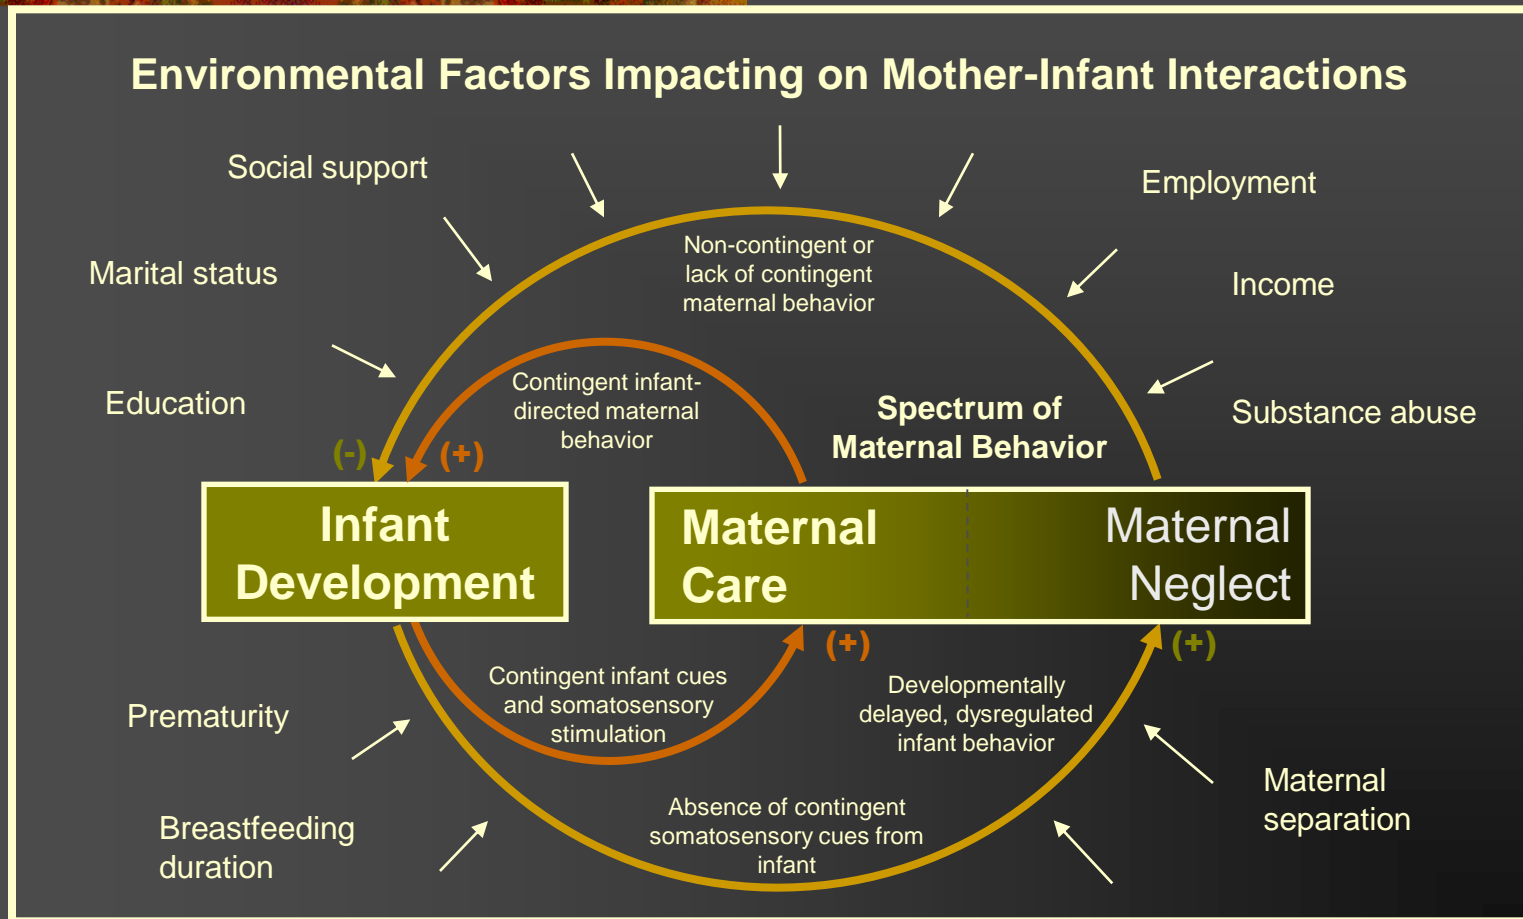 Environmental Factors Impacting on Mother-Infant Interactions
Social support
Employment
Non-contingent or
lack of contingent
maternal behavior
Marital status
Income
Contingent infant-
directed maternal
behavior
Education
Spectrum of
Maternal Behavior
Substance abuse
(-)
(+)
Infant
Development
Maternal
Care
Maternal
Neglect
(+)
(+)
Contingent infant cues
and somatosensory
stimulation
Developmentally
delayed, dysregulated
infant behavior
Prematurity
Maternal
separation
Absence of contingent
somatosensory cues from
infant
Breastfeeding
duration